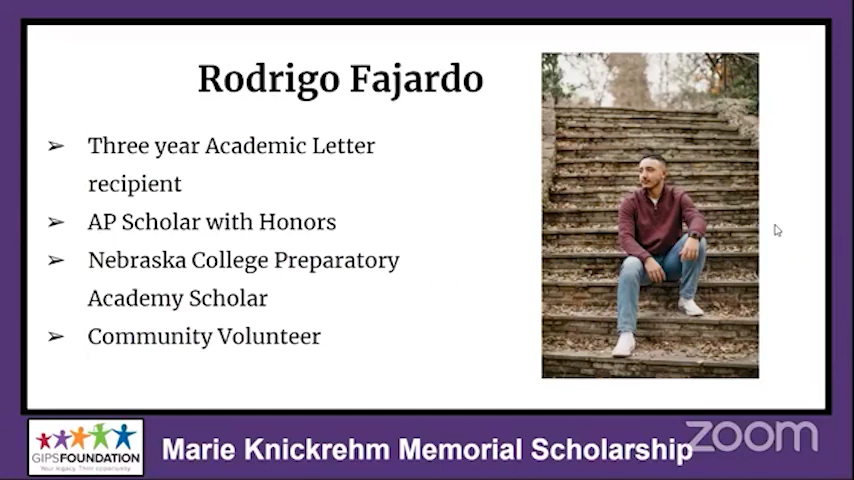 Rodrigo Fajardo
➢ Three year Academic Letter
recipient
➢ AP Scholar with Honors
➢ Nebraska College Preparatory
Academy Scholar
➢ Community Volunteer
GIPSFOUNDATION
Your legacy. Their opportunity.
Marie Knickrehm Memorial Scholarship
zoom